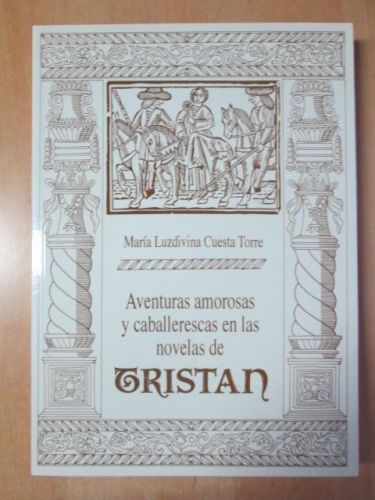 María Luzdivina Cuesta Torre
Aventuras amorosas
y caballerescas en las
novelas de
TRISTAN